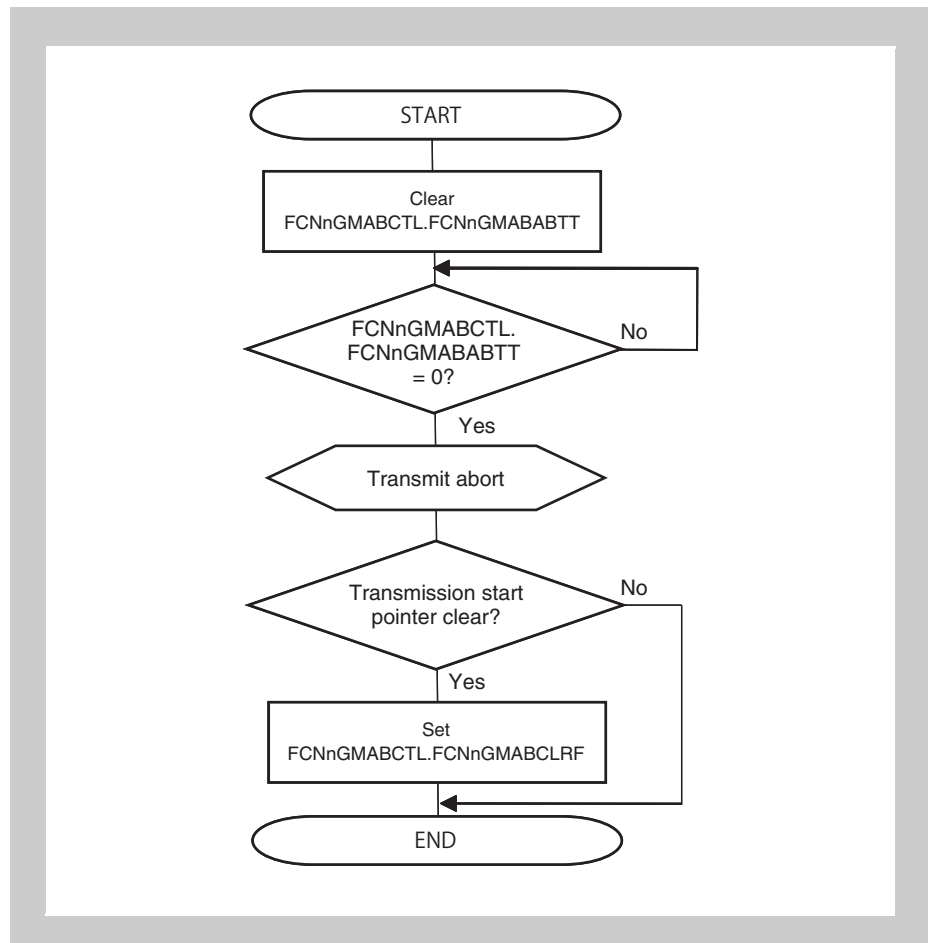 START
Clear
FCNnGMABCTL.FCNnGMABABTT
FCNnGMABCTL.
FCNnGMABABTT
= 0?
No
Yes
Transmit abort
Transmission start
pointer clear?
No
Yes
Set
FCNnGMABCTL.FCNnGMABCLRF
END